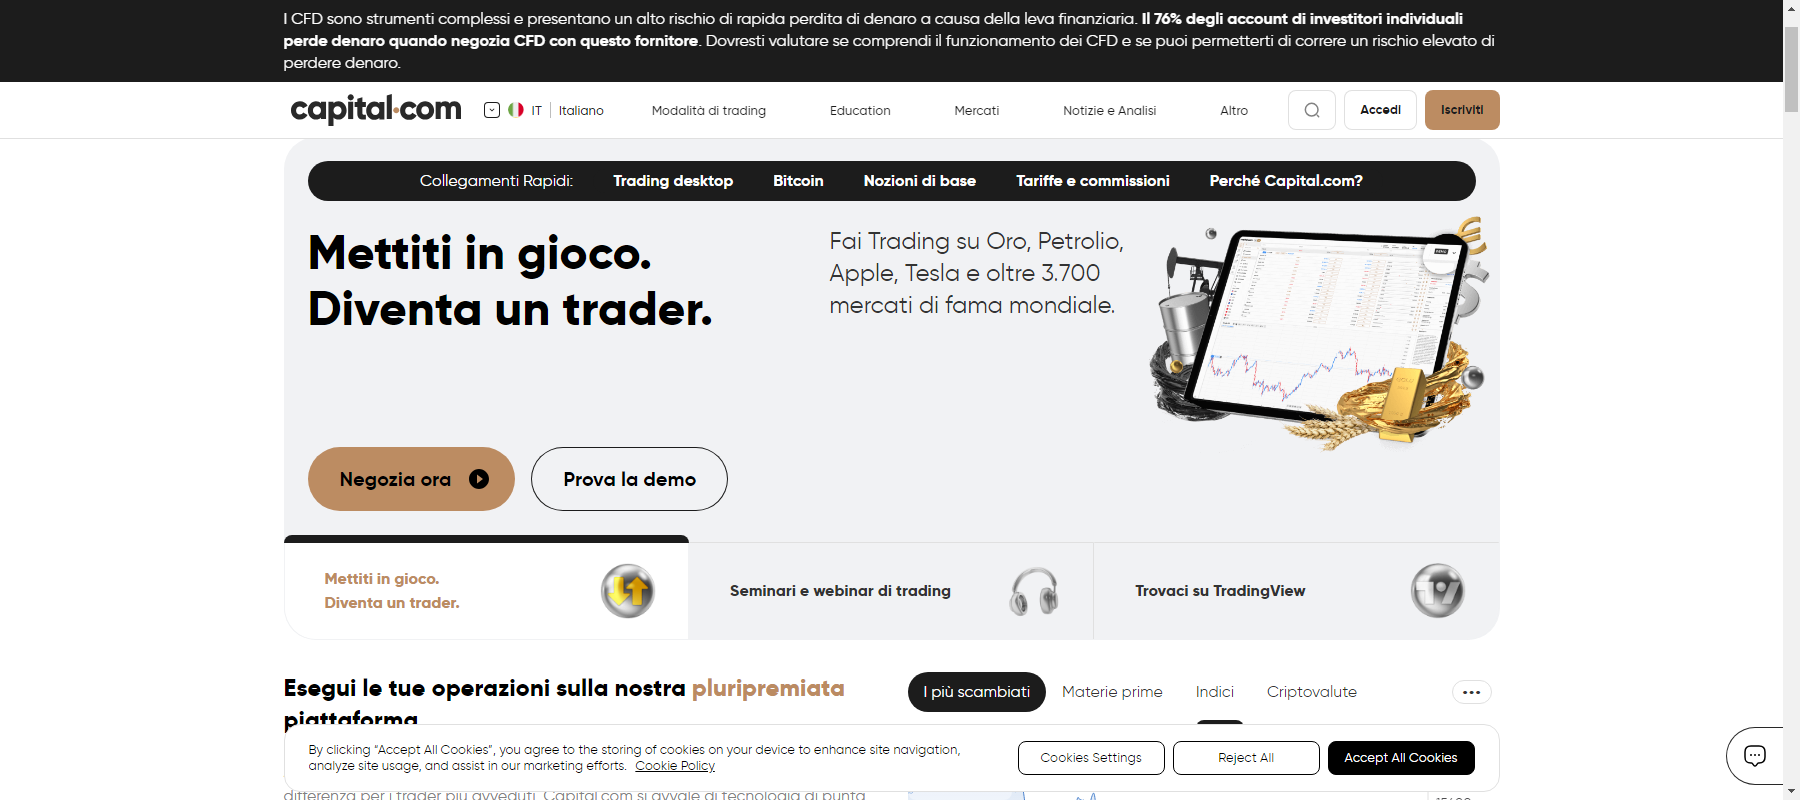 I CFD sono strumenti complessi e presentano un alto rischio di rapida perdita di denaro a causa della leva finanziaria. Il 76% degli account di investitori individuali
perde denaro quando negozia CFD con questo fornitore. Dovresti valutare se comprendi il funzionamento dei CFD e se puoi permetterti di correre un rischio elevato di
perdere denaro.
capital.com IT Italiano Modalità di trading Education Mercati Notizie e Analisi Altro Accedi Iscriviti
Collegamenti Rapidi: Trading desktop Bitcoin Nozioni di base Tariffe e commissioni Perché Capital.com?
Mettiti in gioco.
Diventa un trader.
Fai Trading su Oro, Petrolio,
Apple, Tesla e oltre 3.700
mercati di fama mondiale.
Negozia ora Prova la demo
Mettiti in gioco.
Diventa un trader.
Seminari e webinar di trading
Trovaci su TradingView
Esegui le tue operazioni sulla nostra pluripremiata
piattaforma
I più scambiati Materie prime Indici Criptovalute
By clicking “Accept All Cookies”, you agree to the storing of cookies on your device to enhance site navigation,
analyze site usage, and assist in our marketing efforts. Cookie Policy
Cookies Settings Reject All Accept All Cookies
differenza per i trader più avveduti. Capital.com si avvale di tecnologia di punta